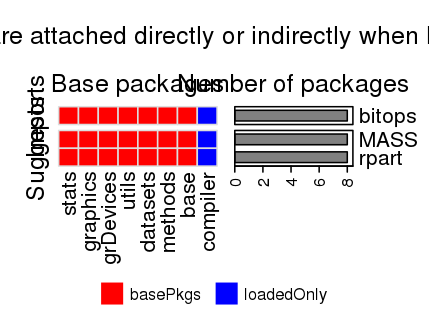 are attached directly or indirectly when
Base packages
Number of packages
Imports
Suggests
bitops
MASS
rpart
stats
graphics
grDevices
utils
datasets
methods
base
compiler
0 2 4 6 8
basePkgs
loadedOnly